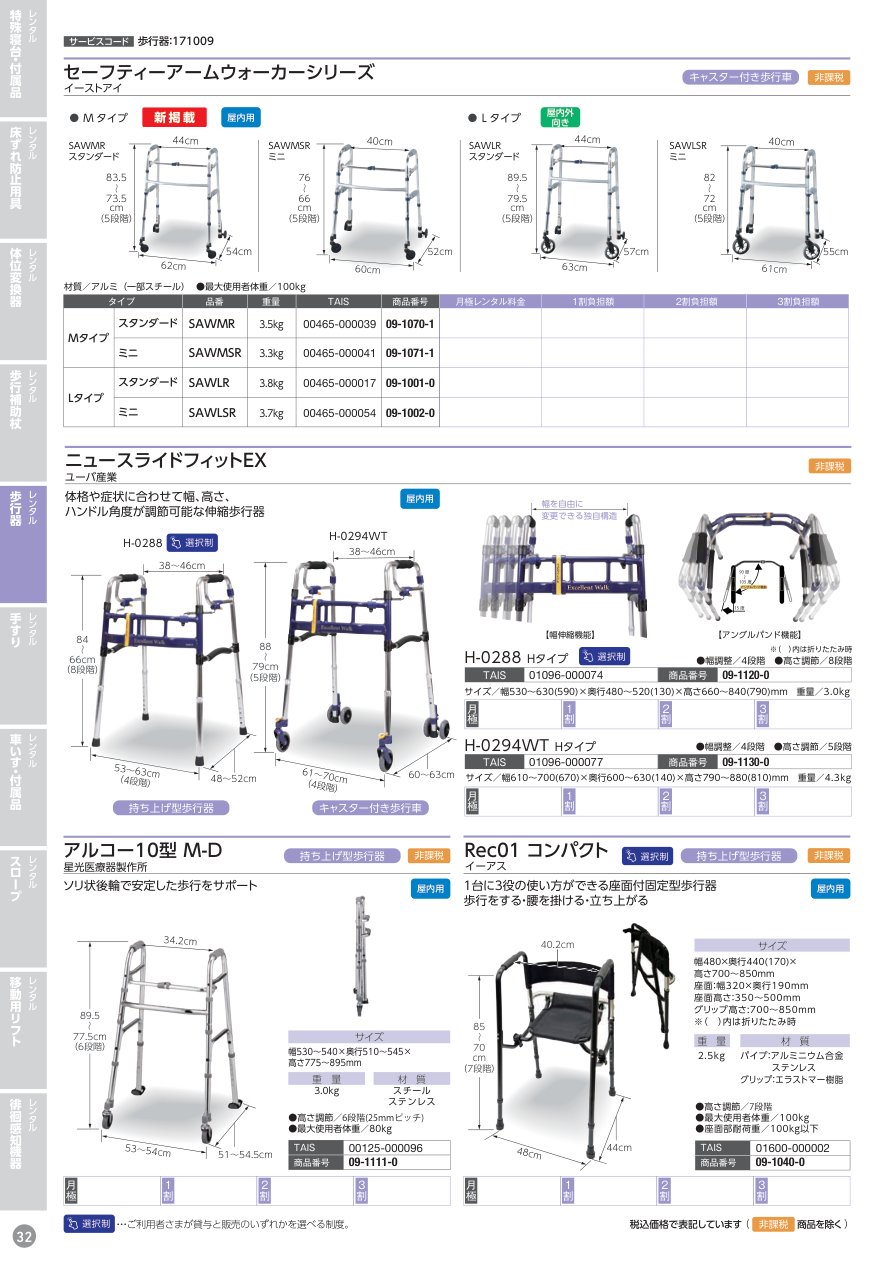 レンタル 特殊寝台・付属品
レンタル 床ずれ防止用具
レンタル 体位変換器
レンタル 歩行補助杖
レンタル 歩行器
レンタル 手すり
レンタル 車いす・付属品
レンタル スロープ
レンタル 移動用リフト
レンタル 徘徊感知機器
32
サービスコード 歩行器:171009
セーフティーアームウォーカーシリーズ
イーストアイ
キャスター付き歩行車 非課税
● Mタイプ 新掲載 屋内用
● Lタイプ 屋内外向き
SAWMR
スタンダード
44cm
83.5
〜
73.5
cm
(5段階)
54cm
62cm
SAWMSR
ミニ
40cm
76
〜
66
cm
(5段階)
52cm
60cm
SAWLR
スタンダード
44cm
89.5
〜
79.5
cm
(5段階)
57cm
63cm
SAWLSR
ミニ
40cm
82
〜
72
cm
(5段階)
55cm
61cm
材質/アルミ(一部スチール) ●最大使用者体重/100kg
タイプ 品番 重量 TAIS 商品番号 月極レンタル料金 1割負担額 2割負担額 3割負担額
Mタイプ スタンダード SAWMR 3.5kg 00465-000039 09-1070-1
ミニ SAWMSR 3.3kg 00465-000041 09-1071-1
Lタイプ スタンダード SAWLR 3.8kg 00465-000017 09-1001-0
ミニ SAWLSR 3.7kg 00465-000054 09-1002-0
ニュースライドフィットEX
ユーバ産業
非課税
体格や症状に合わせて幅、高さ、
ハンドル角度が調節可能な伸縮歩行器
屋内用
H-0288 選択制
38〜46cm
84
〜
66cm
(8段階)
Excellent Walk
53〜63cm
(4段階)
48〜52cm
持ち上げ型歩行器
H-0294WT
38〜46cm
88
〜
79cm
(5段階)
Excellent Walk
61〜70cm
(4段階)
60〜63cm
キャスター付き歩行車
幅を自由に
変更できる独自構造
Excellent Walk
【幅伸縮機能】
90度
〜
105度
15度
【アングルバンド機能】
※( )内は折りたたみ時
H-0288 Hタイプ 選択制 ●幅調整/4段階 ●高さ調節/8段階
TAIS 01096-000074 商品番号 09-1120-0
サイズ/幅530〜630(590)×奥行480〜520(130)×高さ660〜840(790)mm 重量/3.0kg
月極 1割 2割 3割
H-0294WT Hタイプ ●幅調整/4段階 ●高さ調節/5段階
TAIS 01096-000077 商品番号 09-1130-0
サイズ/幅610〜700(670)×奥行600〜630(140)×高さ790〜880(810)mm 重量/4.3kg
月極 1割 2割 3割
アルコー10型 M-D
星光医療器製作所
持ち上げ型歩行器 非課税
ソリ状後輪で安定した歩行をサポート
屋内用
34.2cm
89.5
〜
77.5cm
(6段階)
53〜54cm
51〜54.5cm
サイズ
幅530〜540×奥行510〜545×
高さ775〜895mm
重量 材質
3.0kg スチール
ステンレス
●高さ調節/6段階(25mmピッチ)
●最大使用者体重/80kg
TAIS 00125-000096
商品番号 09-1111-0
月極 1割 2割 3割
Rec01 コンパクト
イーアス
選択制 持ち上げ型歩行器 非課税
1台に3役の使い方ができる座面付固定型歩行器
歩行をする・腰を掛ける・立ち上がる
屋内用
40.2cm
85
〜
70
cm
(7段階)
48cm
44cm
サイズ
幅480×奥行440(170)×
高さ700〜850mm
座面:幅320×奥行190mm
座面高さ:350〜500mm
グリップ高さ:700〜850mm
※( )内は折りたたみ時
重量 材質
2.5kg パイプ:アルミニウム合金
ステンレス
グリップ:エラストマー樹脂
●高さ調節/7段階
●最大使用者体重/100kg
●座面部耐荷重/100kg以下
TAIS 01600-000002
商品番号 09-1040-0
月極 1割 2割 3割
選択制 …ご利用者さまが貸与と販売のいずれかを選べる制度。
税込価格で表記しています( 非課税 商品を除く)